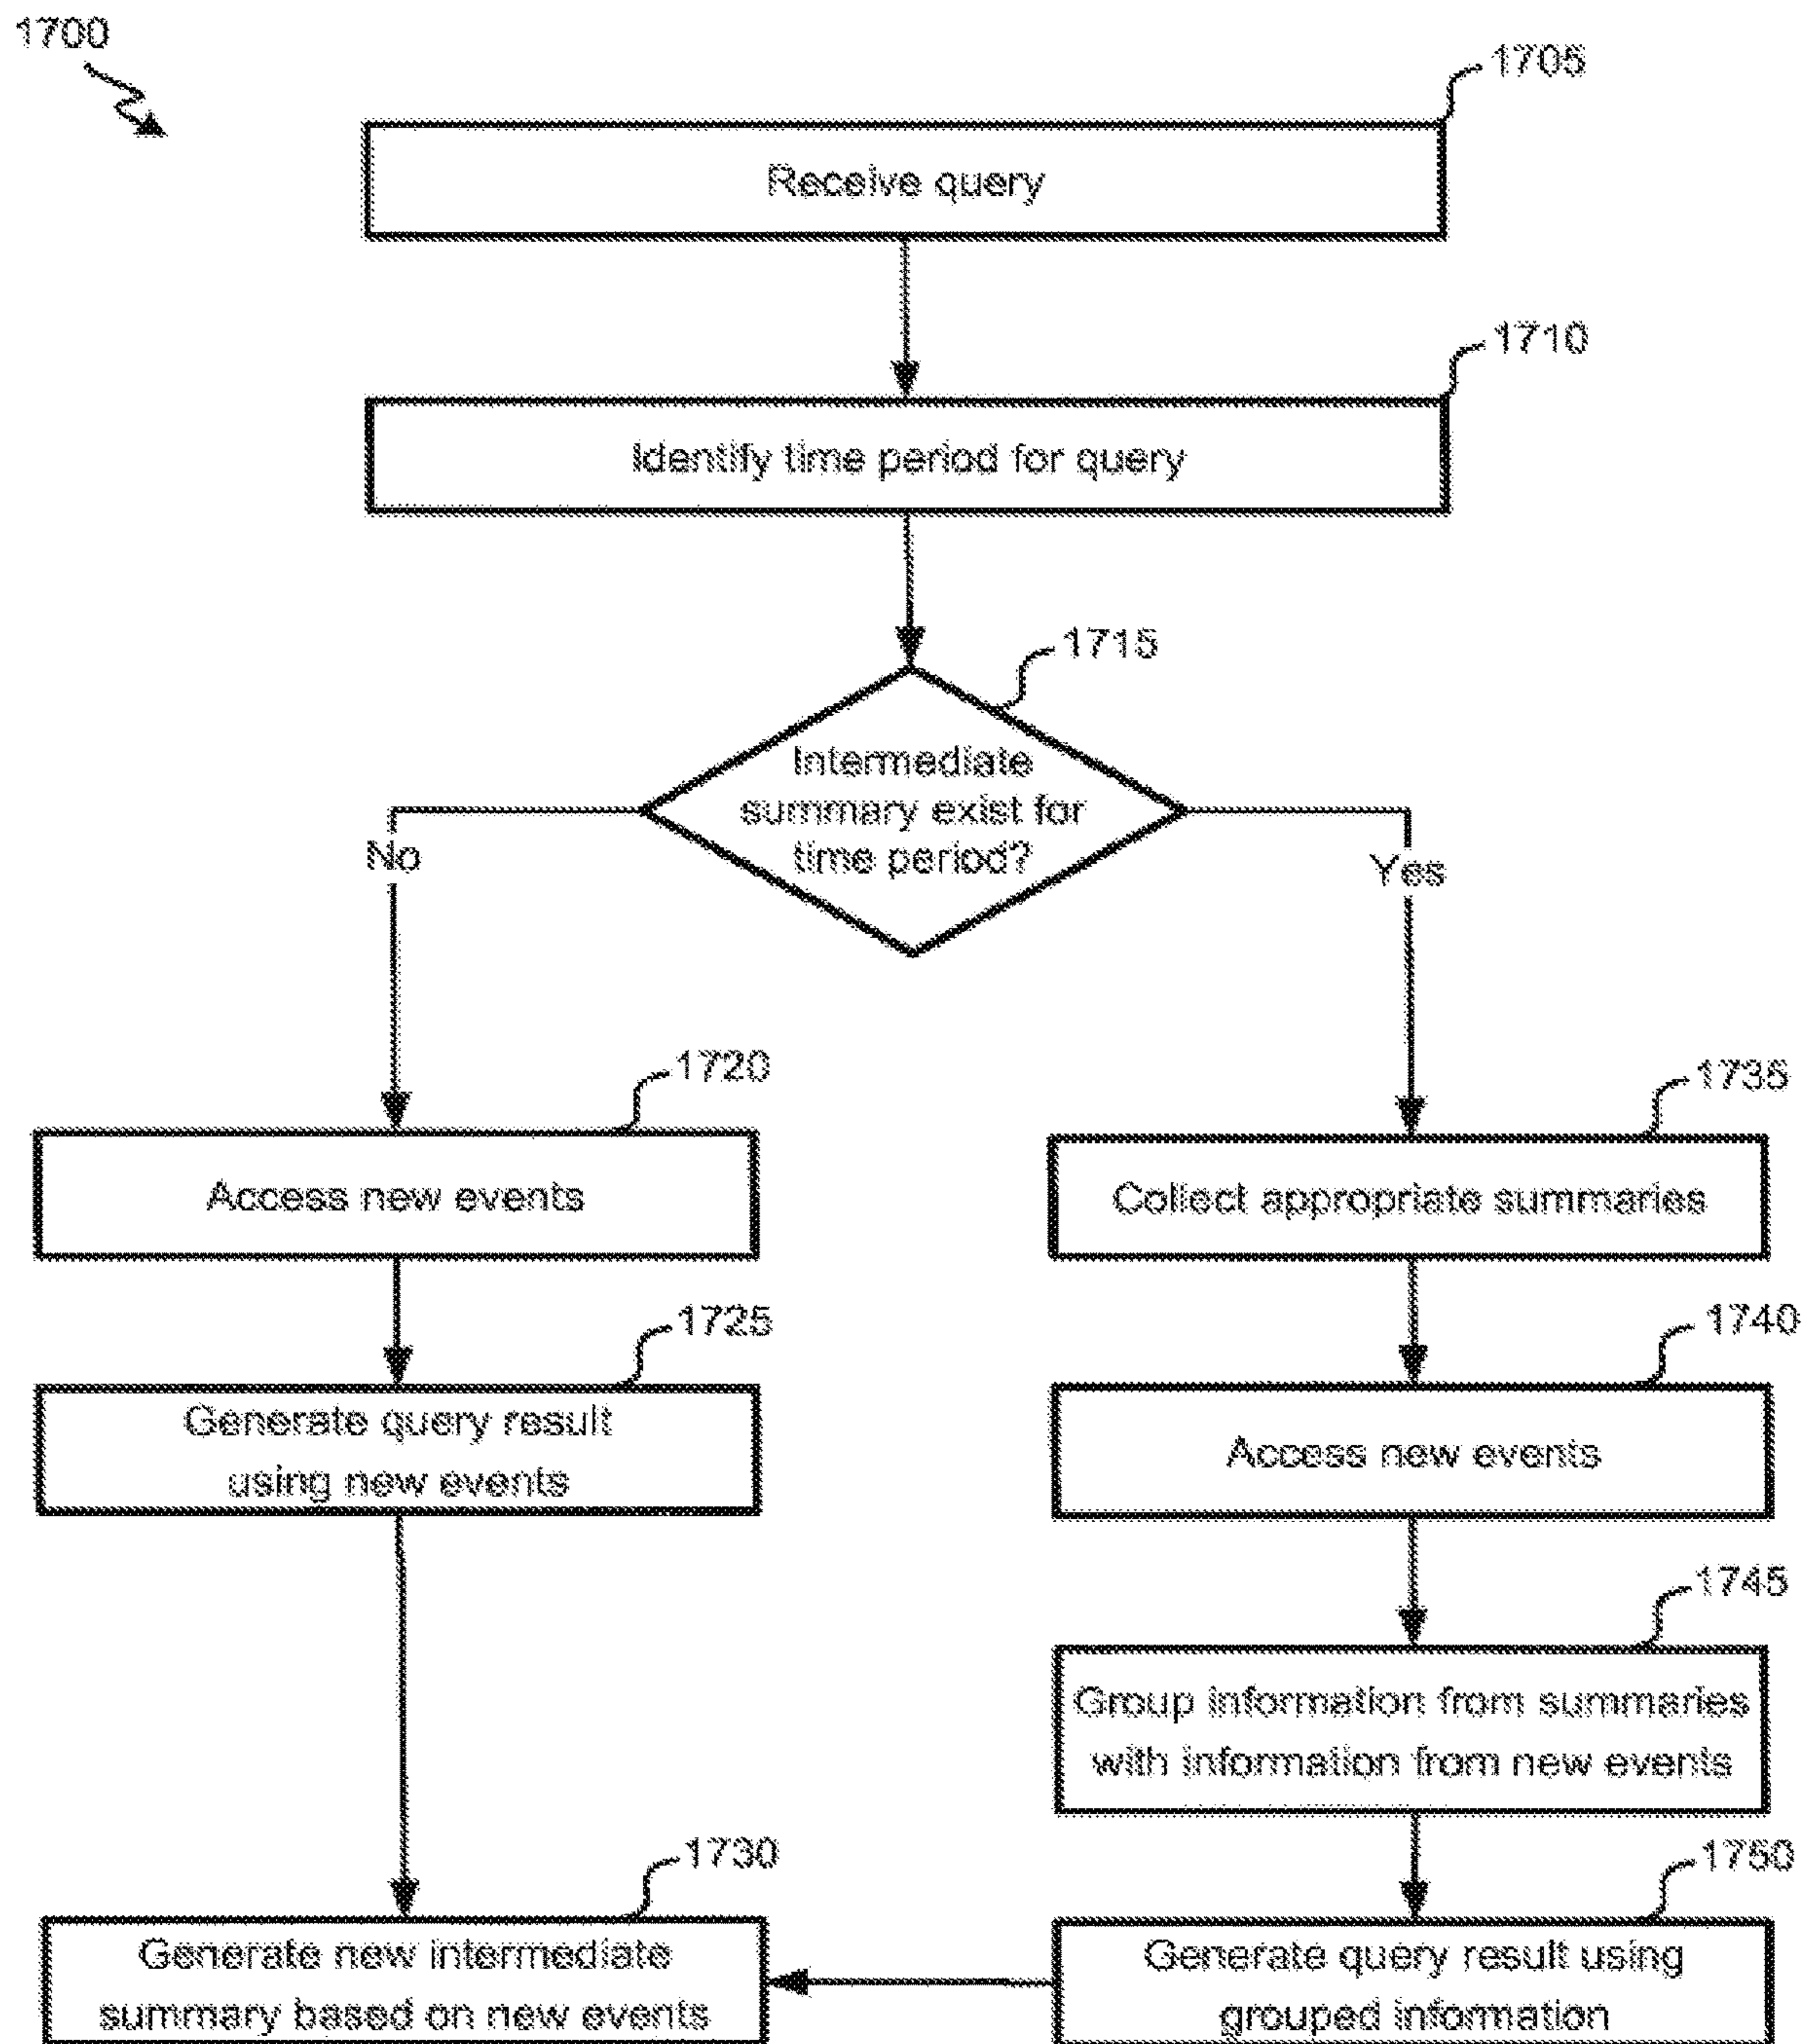 1700
1705
Receive query
1710
Identify time period for query
1715
Intermediate
summary exist for
time period?
No
Yes
1720
Access new events
1735
Collect appropriate summaries
1725
Generate query result
using new events
1740
Access new events
1745
Group information from summaries
with information from new events
1730
Generate new intermediate
summary based on new events
1750
Generate query result using
grouped information